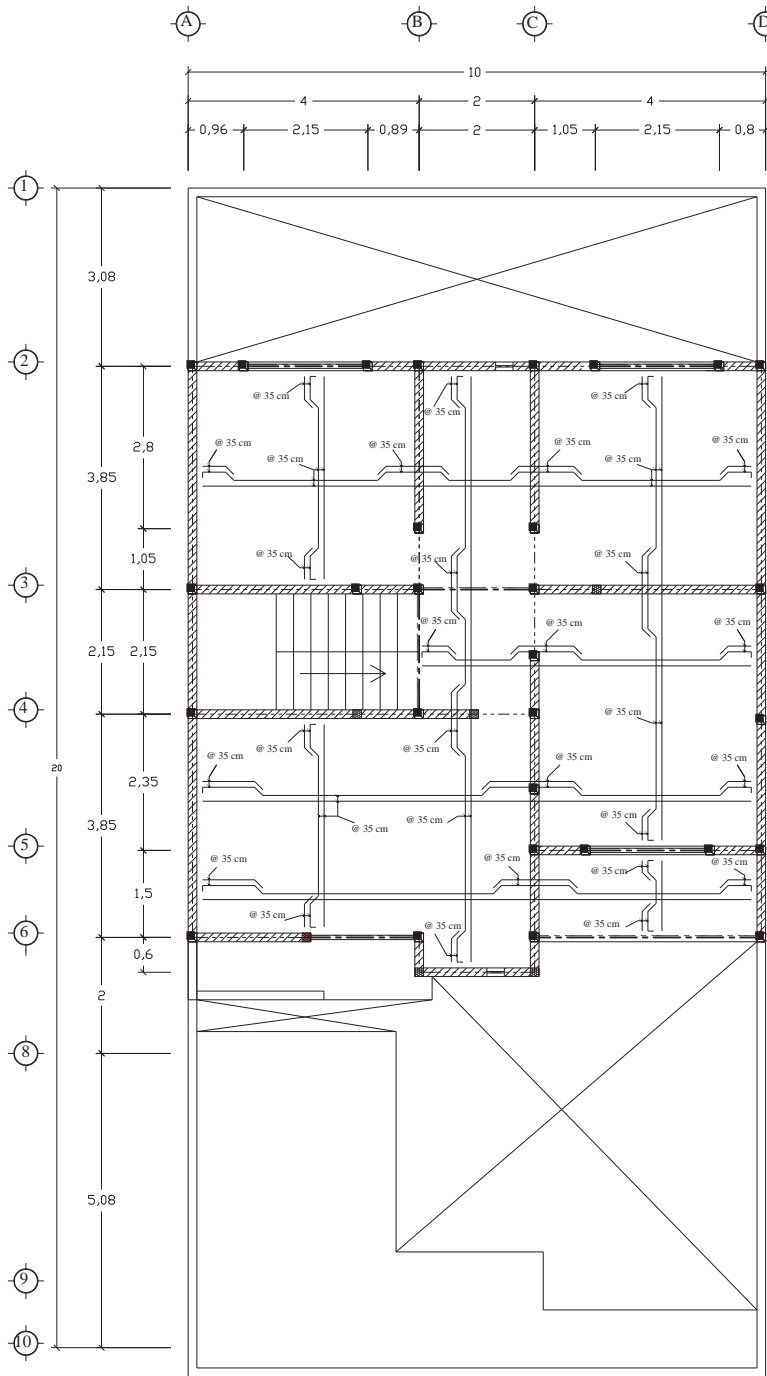 A B C D
10
4 2 4
0,96 2,15 0,89 2 1,05 2,15 0,8
1
3,08
2
@ 35 cm @ 35 cm @ 35 cm
2,8
@ 35 cm @ 35 cm @ 35 cm @ 35 cm
@ 35 cm @ 35 cm
3,85
1,05
@ 35 cm @ 35 cm @ 35 cm
3
@ 35 cm @ 35 cm @ 35 cm
2,15 2,15
4
@ 35 cm
@ 35 cm @ 35 cm
20
2,35
@ 35 cm @ 35 cm @ 35 cm
3,85
@ 35 cm @ 35 cm @ 35 cm
5
@ 35 cm @ 35 cm @ 35 cm
@ 35 cm
1,5
@ 35 cm @ 35 cm
6
0,6
@ 35 cm
2
8
5,08
9
10